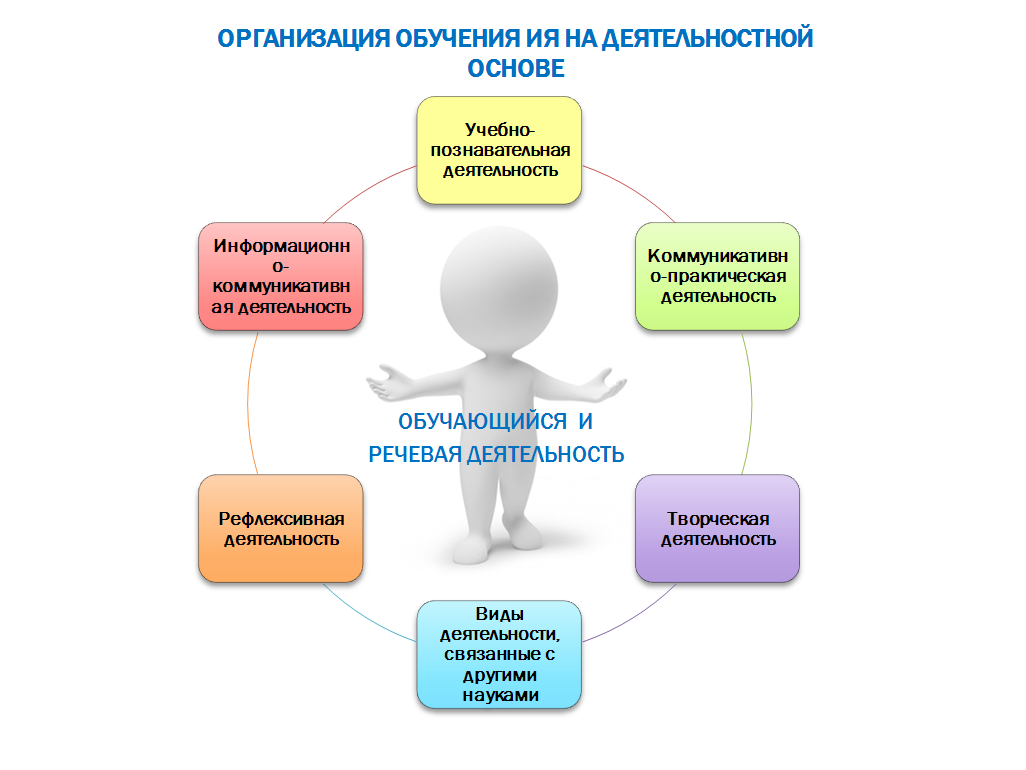 ОРГАНИЗАЦИЯ ОБУЧЕНИЯ ИЯ НА ДЕЯТЕЛЬНОСТНОЙ
ОСНОВЕ
Учебно-
познавательная
деятельность
Информационн
о-
коммуникативн
ая деятельность
Коммуникативн
о-практическая
деятельность
ОБУЧАЮЩИЙСЯ И
РЕЧЕВАЯ ДЕЯТЕЛЬНОСТЬ
Рефлексивная
деятельность
Творческая
деятельность
Виды
деятельности,
связанные с
другими
науками